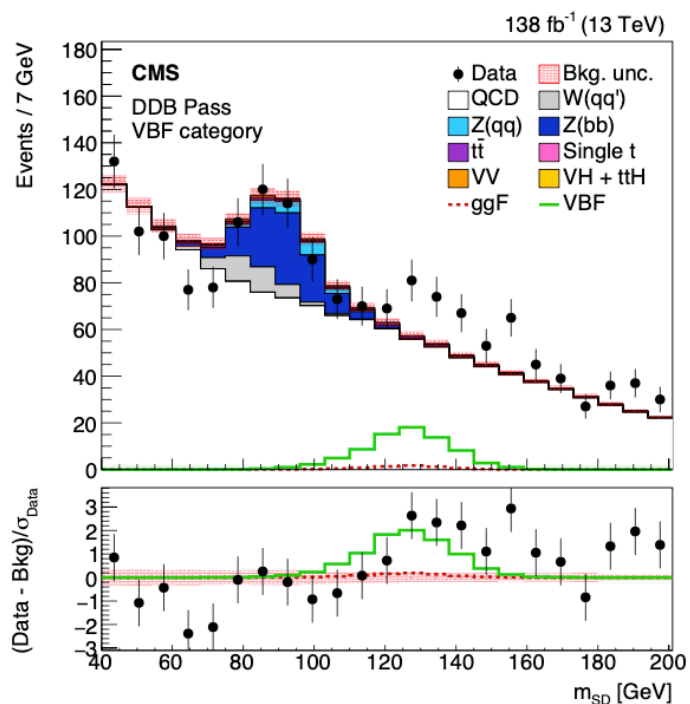 138 fb⁻¹ (13 TeV)
Events / 7 GeV
180
160
140
120
100
80
60
40
20
0
CMS
DDB Pass
VBF category
Data
Bkg. unc.
QCD
W(qq')
Z(qq)
Z(bb)
tt̄
Single t
VV
VH + ttH
ggF
VBF
(Data - Bkg)/σ_Data
3
2
1
0
−1
−2
−3
40 60 80 100 120 140 160 180 200
m_SD [GeV]